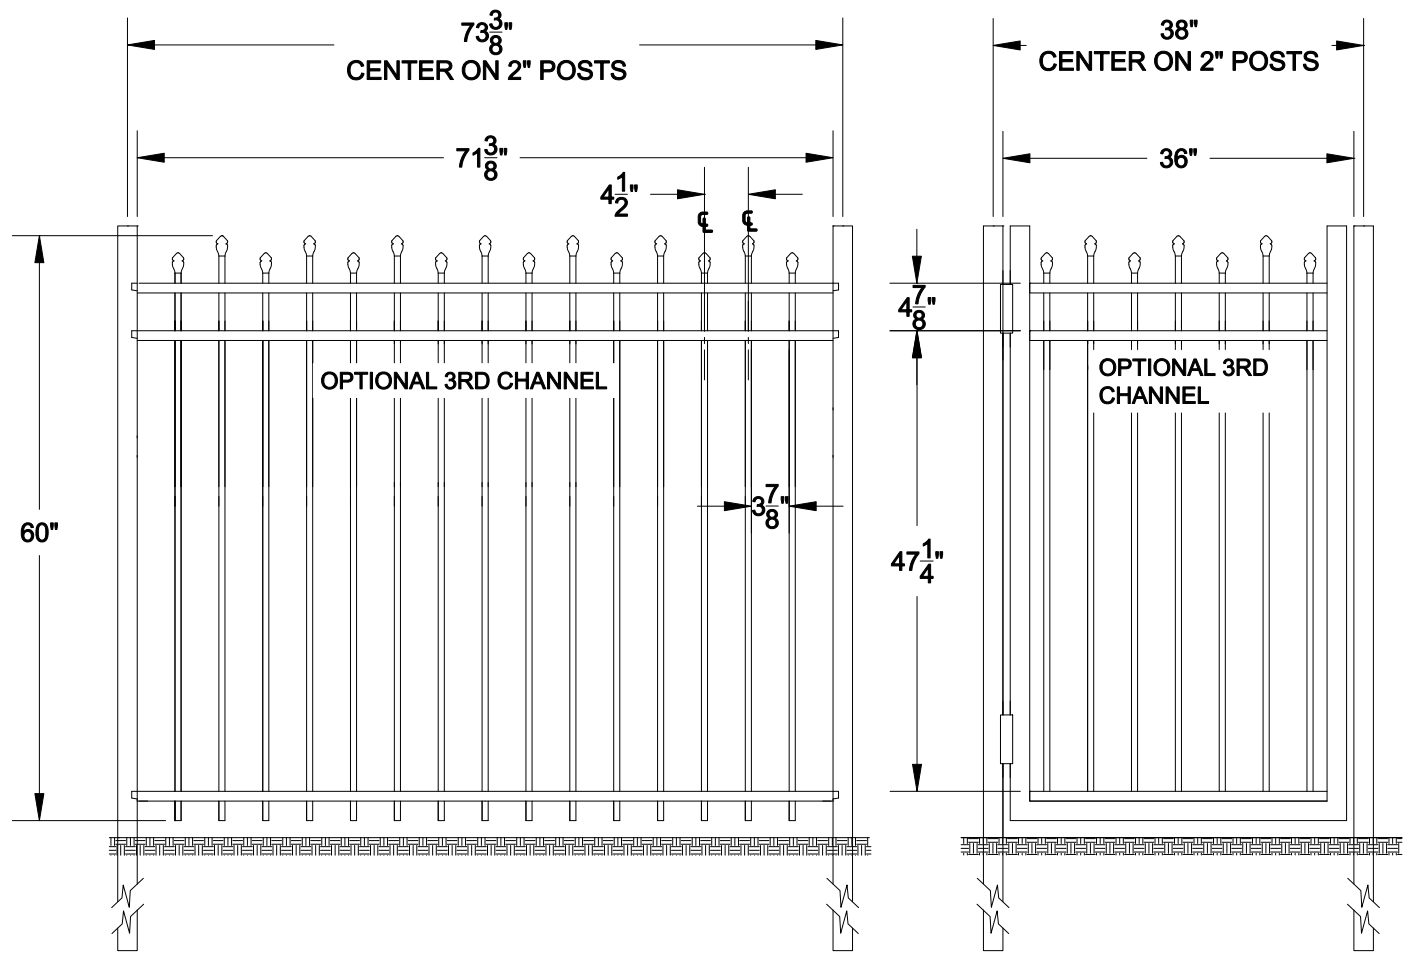 73 3/8"
CENTER ON 2" POSTS
38"
CENTER ON 2" POSTS
71 3/8"
36"
4 1/2"
℄ ℄
4 7/8"
OPTIONAL 3RD CHANNEL
OPTIONAL 3RD
CHANNEL
3 7/8"
60"
47 1/4"